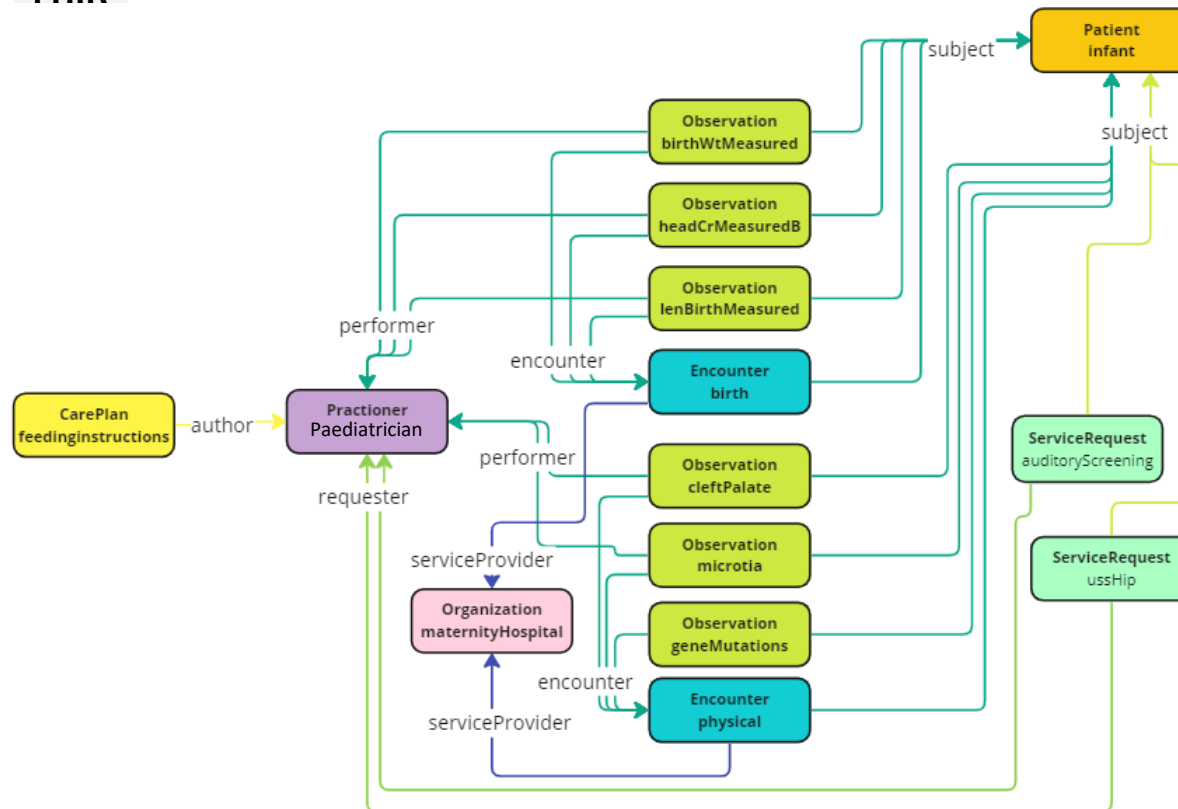 Patient
infant
subject
Observation
birthWtMeasured
subject
Observation
headCrMeasuredB
Observation
lenBirthMeasured
performer
encounter
Encounter
birth
CarePlan
feedinginstructions
author
Practioner
Paediatrician
ServiceRequest
auditoryScreening
performer
Observation
cleftPalate
requester
Observation
microtia
serviceProvider
ServiceRequest
ussHip
Organization
maternityHospital
Observation
geneMutations
encounter
Encounter
physical
serviceProvider